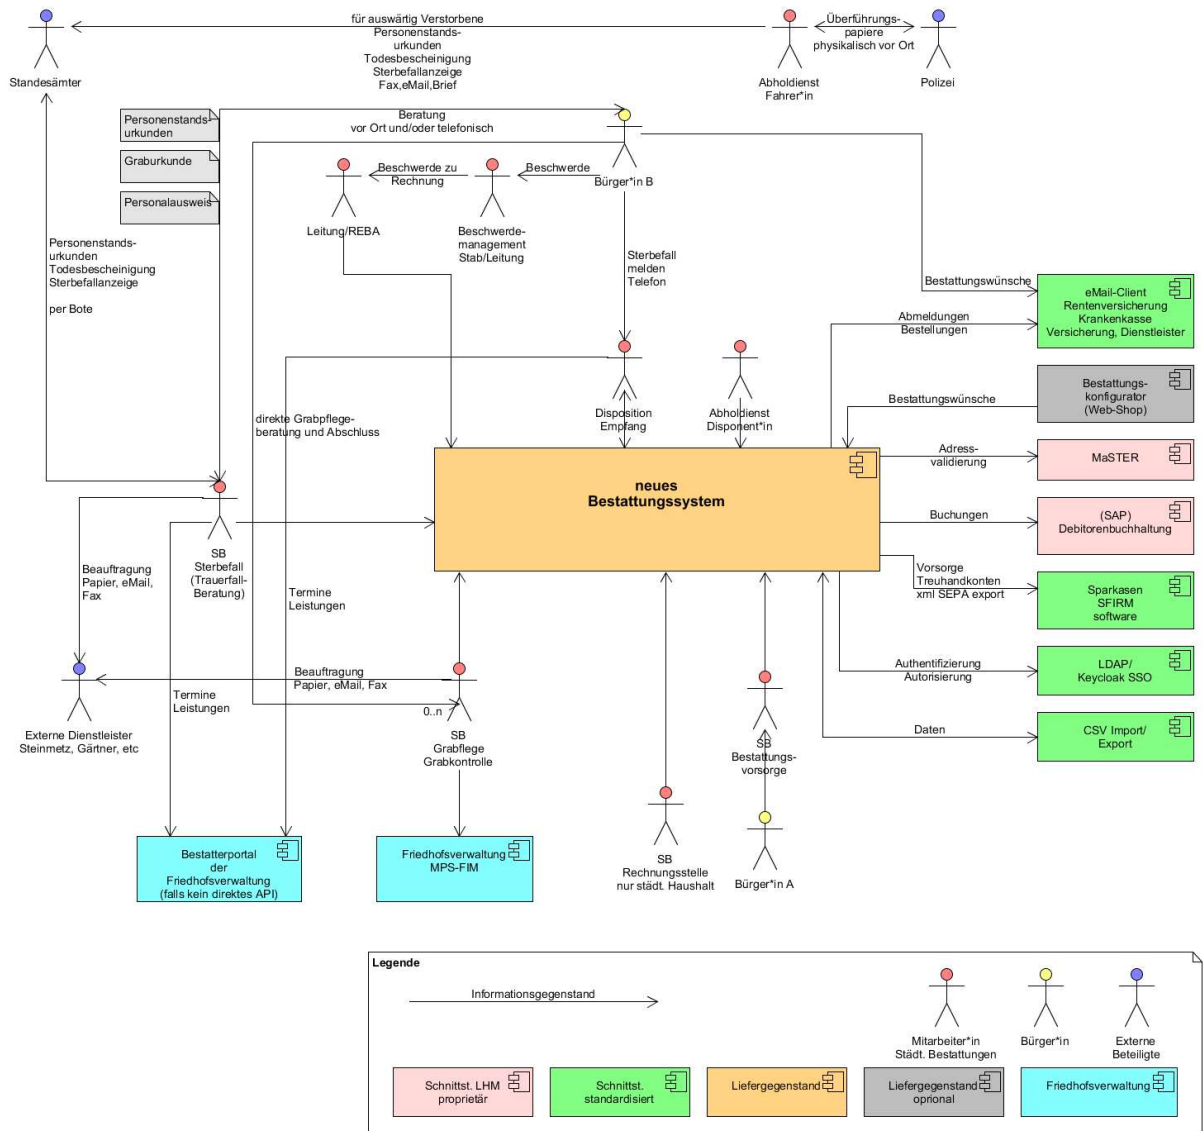 für auswärtig Verstorbene
Personenstands-
urkunden
Todesbescheinigung
Sterbefallanzeige
Fax,eMail,Brief
Überführungs-
papiere
physikalisch vor Ort
Standesämter
Abholdienst
Fahrer*in
Polizei
Personenstands-
urkunden
Graburkunde
Personalausweis
Beratung
vor Ort und/oder telefonisch
Bürger*in B
Beschwerde zu
Rechnung
Beschwerde
Leitung/REBA
Beschwerde-
management
Stab/Leitung
Personenstands-
urkunden
Todesbescheinigung
Sterbefallanzeige
per Bote
Sterbefall
melden
Telefon
Bestattungswünsche
eMail-Client
Rentenversicherung
Krankenkasse
Versicherung, Dienstleister
Abmeldungen
Bestellungen
Bestattungs-
konfigurator
(Web-Shop)
Bestattungswünsche
direkte Grabpflege-
beratung und Abschluss
Disposition
Empfang
Abholdienst
Disponent*in
Adress-
validierung
MaSTER
neues
Bestattungssystem
Buchungen
(SAP)
Debitorenbuchhaltung
SB
Sterbefall
(Trauerfall-
Beratung)
Beauftragung
Papier, eMail,
Fax
Termine
Leistungen
Vorsorge
Treuhandkonten
xml SEPA export
Sparkasen
SFIRM
software
Authentifizierung
Autorisierung
LDAP/
Keycloak SSO
Beauftragung
Papier, eMail, Fax
Termine
Leistungen
0..n
Externe Dienstleister
Steinmetz, Gärtner, etc
SB
Grabflege
Grabkontrolle
SB
Bestattungs-
vorsorge
Daten
CSV Import/
Export
Bestatterportal
der
Friedhofsverwaltung
(falls kein direktes API)
Friedhofsverwaltung
MPS-FIM
SB
Rechnungsstelle
nur städt. Haushalt
Bürger*in A
Legende
Informationsgegenstand
Mitarbeiter*in
Städt. Bestattungen
Bürger*in
Externe
Beteiligte
Schnittst. LHM
proprietär
Schnittst.
standardisiert
Liefergegenstand
Liefergegenstand
oprional
Friedhofsverwaltung